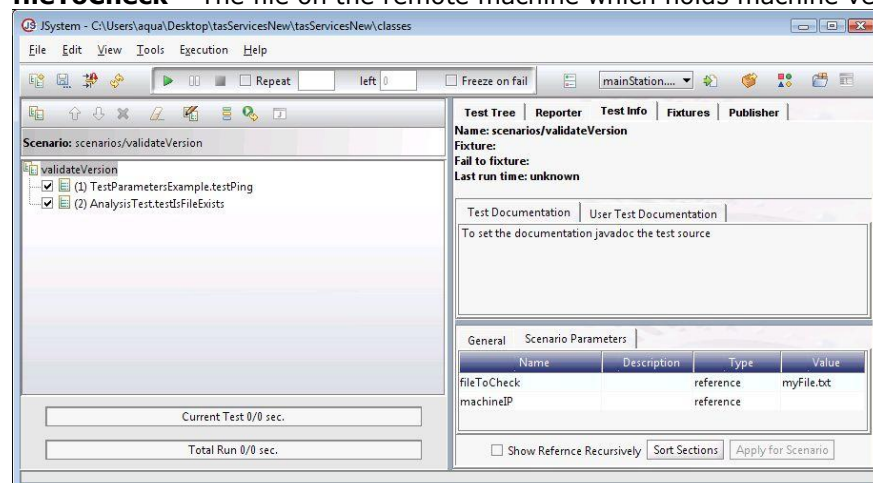 fileToCheck – The file on the remote machine which holds machine ve
JSystem - C:\Users\aqua\Desktop\tasServicesNew\tasServicesNew\classes
File Edit View Tools Execution Help
Repeat left 0 Freeze on fail mainStation....
Scenario: scenarios/validateVersion
validateVersion
(1) TestParametersExample.testPing
(2) AnalysisTest.testIsFileExists
Current Test 0/0 sec.
Total Run 0/0 sec.
Test Tree Reporter Test Info Fixtures Publisher
Name: scenarios/validateVersion
Fixture:
Fail to fixture:
Last run time: unknown
Test Documentation User Test Documentation
To set the documentation javadoc the test source
General Scenario Parameters
Name Description Type Value
fileToCheck reference myFile.txt
machineIP reference
Show Refernce Recursively Sort Sections Apply for Scenario